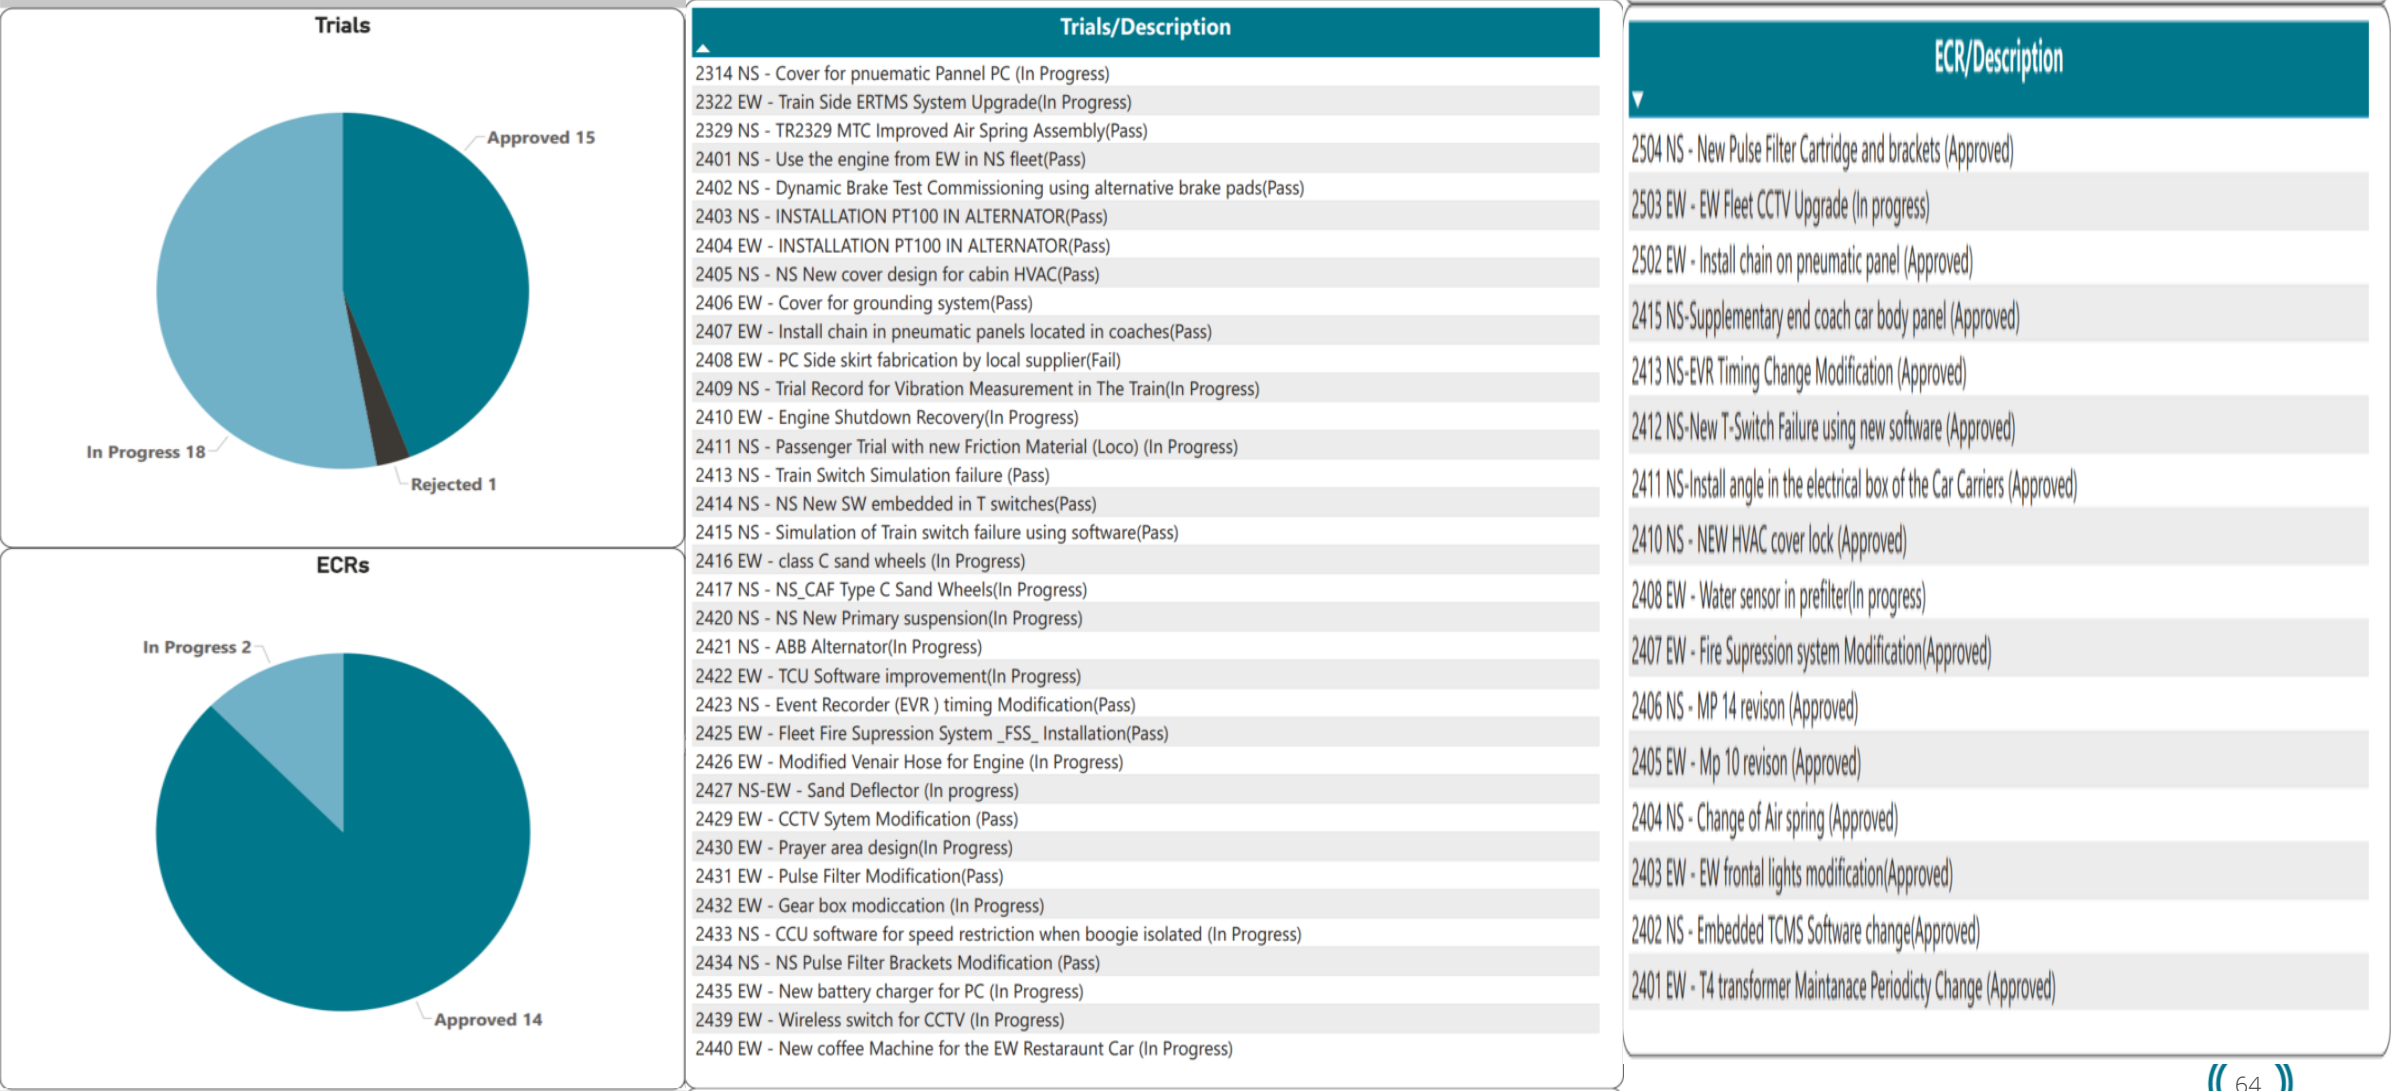 Trials
Approved 15
In Progress 18
Rejected 1
ECRs
In Progress 2
Approved 14
Trials/Description
2314 NS - Cover for pnuematic Pannel PC (In Progress)
2322 EW - Train Side ERTMS System Upgrade(In Progress)
2329 NS - TR2329 MTC Improved Air Spring Assembly(Pass)
2401 NS - Use the engine from EW in NS fleet(Pass)
2402 NS - Dynamic Brake Test Commissioning using alternative brake pads(Pass)
2403 NS - INSTALLATION PT100 IN ALTERNATOR(Pass)
2404 EW - INSTALLATION PT100 IN ALTERNATOR(Pass)
2405 NS - NS New cover design for cabin HVAC(Pass)
2406 EW - Cover for grounding system(Pass)
2407 EW - Install chain in pneumatic panels located in coaches(Pass)
2408 EW - PC Side skirt fabrication by local supplier(Fail)
2409 NS - Trial Record for Vibration Measurement in The Train(In Progress)
2410 EW - Engine Shutdown Recovery(In Progress)
2411 NS - Passenger Trial with new Friction Material (Loco) (In Progress)
2413 NS - Train Switch Simulation failure (Pass)
2414 NS - NS New SW embedded in T switches(Pass)
2415 NS - Simulation of Train switch failure using software(Pass)
2416 EW - class C sand wheels (In Progress)
2417 NS - NS_CAF Type C Sand Wheels(In Progress)
2420 NS - NS New Primary suspension(In Progress)
2421 NS - ABB Alternator(In Progress)
2422 EW - TCU Software improvement(In Progress)
2423 NS - Event Recorder (EVR ) timing Modification(Pass)
2425 EW - Fleet Fire Supression System _FSS_ Installation(Pass)
2426 EW - Modified Venair Hose for Engine (In Progress)
2427 NS-EW - Sand Deflector (In progress)
2429 EW - CCTV Sytem Modification (Pass)
2430 EW - Prayer area design(In Progress)
2431 EW - Pulse Filter Modification(Pass)
2432 EW - Gear box modiccation (In Progress)
2433 NS - CCU software for speed restriction when boogie isolated (In Progress)
2434 NS - NS Pulse Filter Brackets Modification (Pass)
2435 EW - New battery charger for PC (In Progress)
2439 EW - Wireless switch for CCTV (In Progress)
2440 EW - New coffee Machine for the EW Restaraunt Car (In Progress)
ECR/Description
2504 NS - New Pulse Filter Cartridge and brackets (Approved)
2503 EW - EW Fleet CCTV Upgrade (In progress)
2502 EW - Install chain on pneumatic panel (Approved)
2415 NS-Supplementary end coach car body panel (Approved)
2413 NS-EVR Timing Change Modification (Approved)
2412 NS-New T-Switch Failure using new software (Approved)
2411 NS-Install angle in the electrical box of the Car Carriers (Approved)
2410 NS - NEW HVAC cover lock (Approved)
2408 EW - Water sensor in prefilter(In progress)
2407 EW - Fire Supression system Modification(Approved)
2406 NS - MP 14 revison (Approved)
2405 EW - Mp 10 revison (Approved)
2404 NS - Change of Air spring (Approved)
2403 EW - EW frontal lights modification(Approved)
2402 NS - Embedded TCMS Software change(Approved)
2401 EW - T4 transformer Maintanace Periodicty Change (Approved)
64